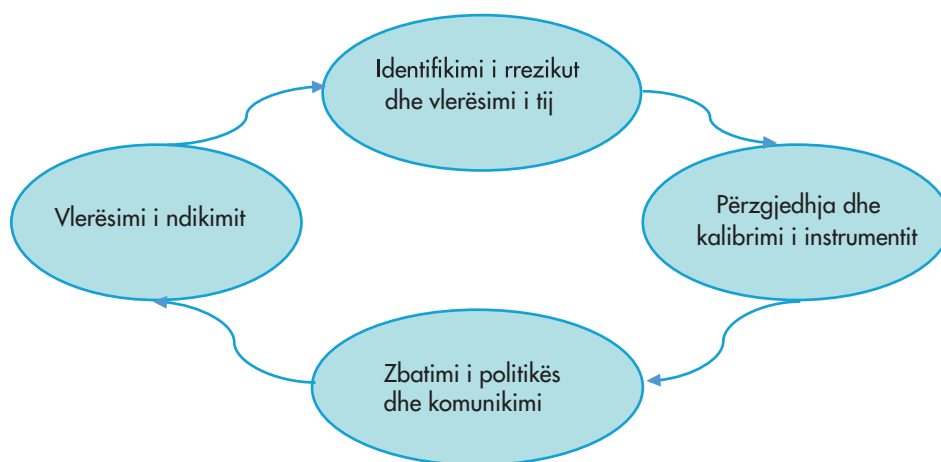 Identifikimi i rrezikut
dhe vlerësimi i tij
Përzgjedhja dhe
kalibrimi i instrumentit
Zbatimi i politikës
dhe komunikimi
Vlerësimi i ndikimit